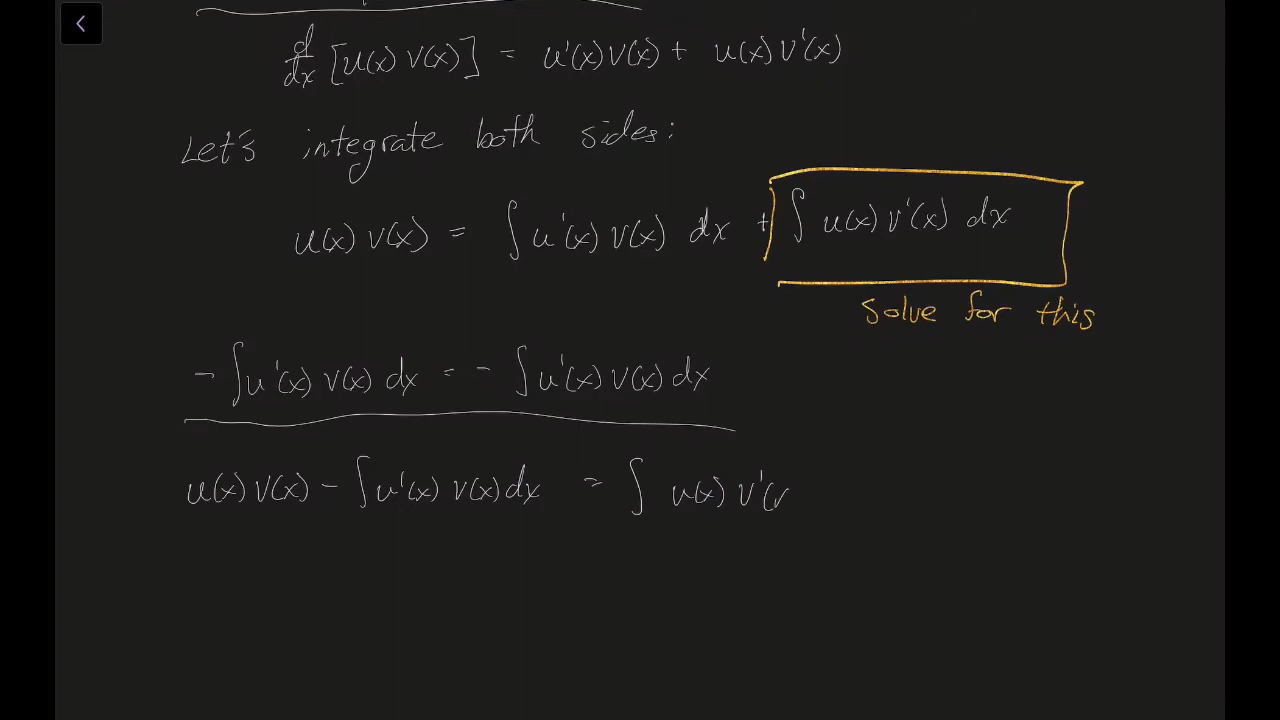 d/dx [u(x) v(x)] = u'(x) v(x) + u(x) v'(x)
Let's integrate both sides:
u(x) v(x) = ∫ u'(x) v(x) dx + ∫ u(x) v'(x) dx
solve for this
- ∫ u'(x) v(x) dx = - ∫ u'(x) v(x) dx
u(x) v(x) - ∫ u'(x) v(x) dx = ∫ u(x) v'(